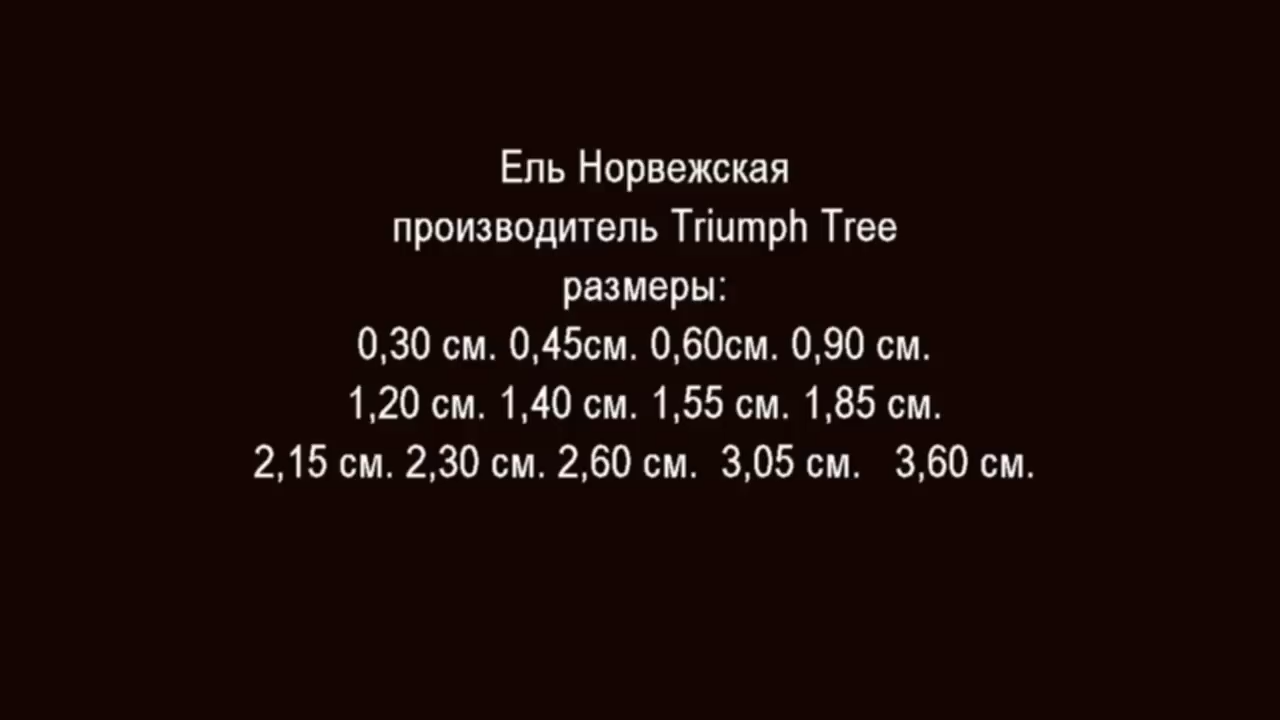 Ель Норвежская
производитель Triumph Tree
размеры:
0,30 см. 0,45см. 0,60см. 0,90 см.
1,20 см. 1,40 см. 1,55 см. 1,85 см.
2,15 см. 2,30 см. 2,60 см.  3,05 см.   3,60 см.